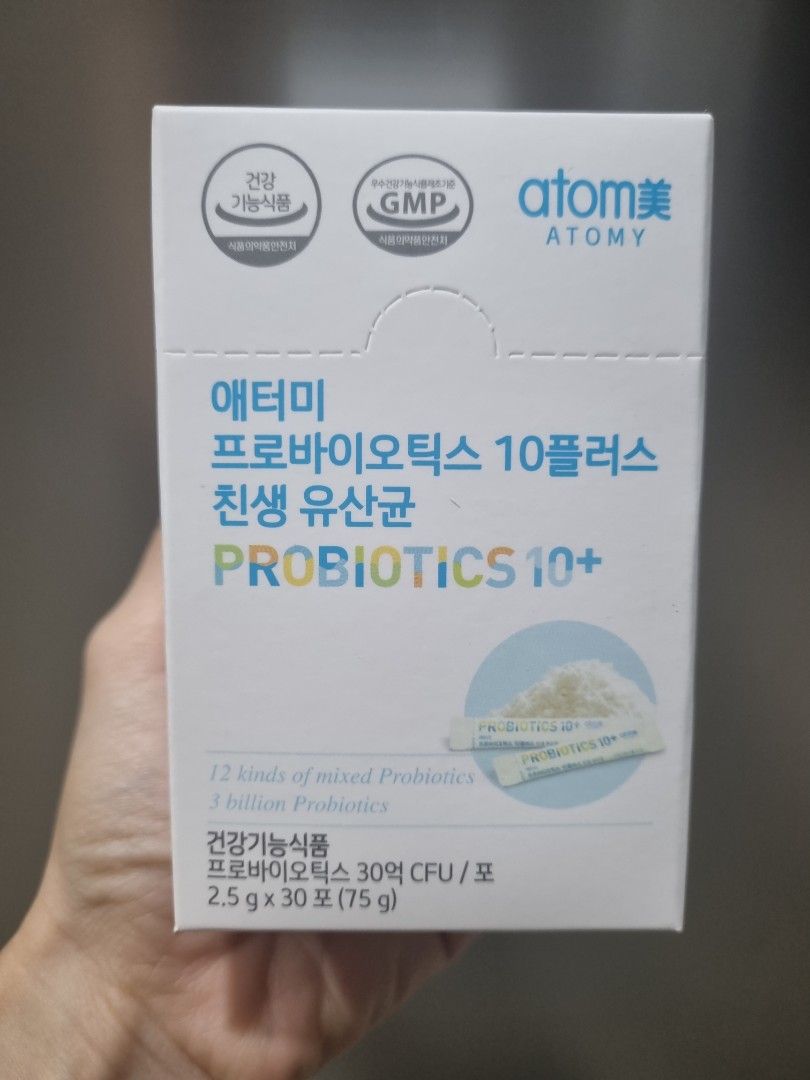 건강
기능식품
식품의약품안전처
우수건강기능식품제조기준
GMP
식품의약품안전처
atom美
ATOMY
애터미
프로바이오틱스 10플러스
친생 유산균
PROBIOTICS 10+
PROBIOTICS 10+
PROBIOTICS 10+
12 kinds of mixed Probiotics
3 billion Probiotics
건강기능식품
프로바이오틱스 30억 CFU / 포
2.5 g x 30 포 (75 g)